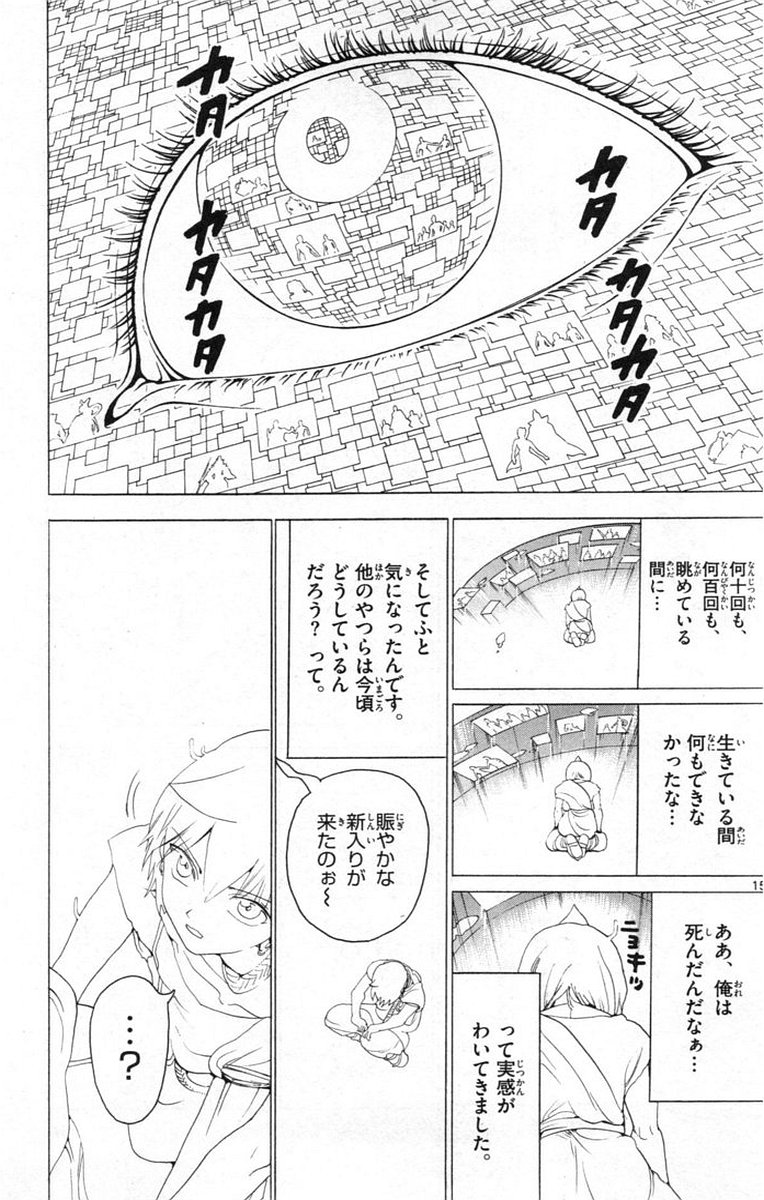 カタ
カタ
カタカタ
カタカタ
何十回も、
何百回も、
眺めている
間に…
生きている間
何もできな
かったな…
ああ、俺は
死んだんだなぁ…
ニョキッ
って実感が
わいてきました。
そしてふと
気になったんです。
他のやつらは今頃
どうしているん
だろう？って。
賑やかな
新入りが
来たのぉ〜
…？
15